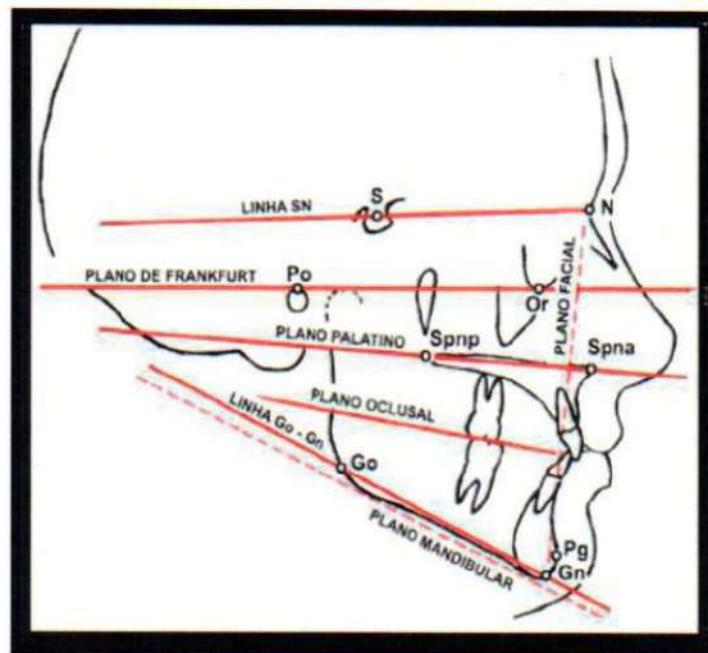 S
LINHA SN
N
PLANO DE FRANKFURT
Po
Or
PLANO FACIAL
PLANO PALATINO
Spnp
Spna
PLANO OCLUSAL
LINHA Go - Gn
Go
PLANO MANDIBULAR
Pg
Gn